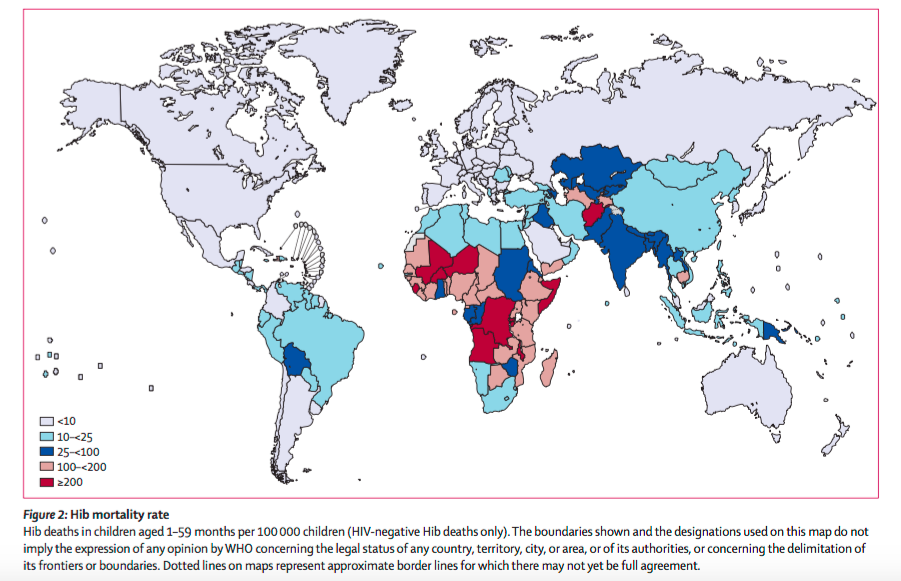 <10
10–<25
25–<100
100–<200
≥200
Figure 2: Hib mortality rate
Hib deaths in children aged 1–59 months per 100 000 children (HIV-negative Hib deaths only). The boundaries shown and the designations used on this map do not
imply the expression of any opinion by WHO concerning the legal status of any country, territory, city, or area, or of its authorities, or concerning the delimitation of
its frontiers or boundaries. Dotted lines on maps represent approximate border lines for which there may not yet be full agreement.